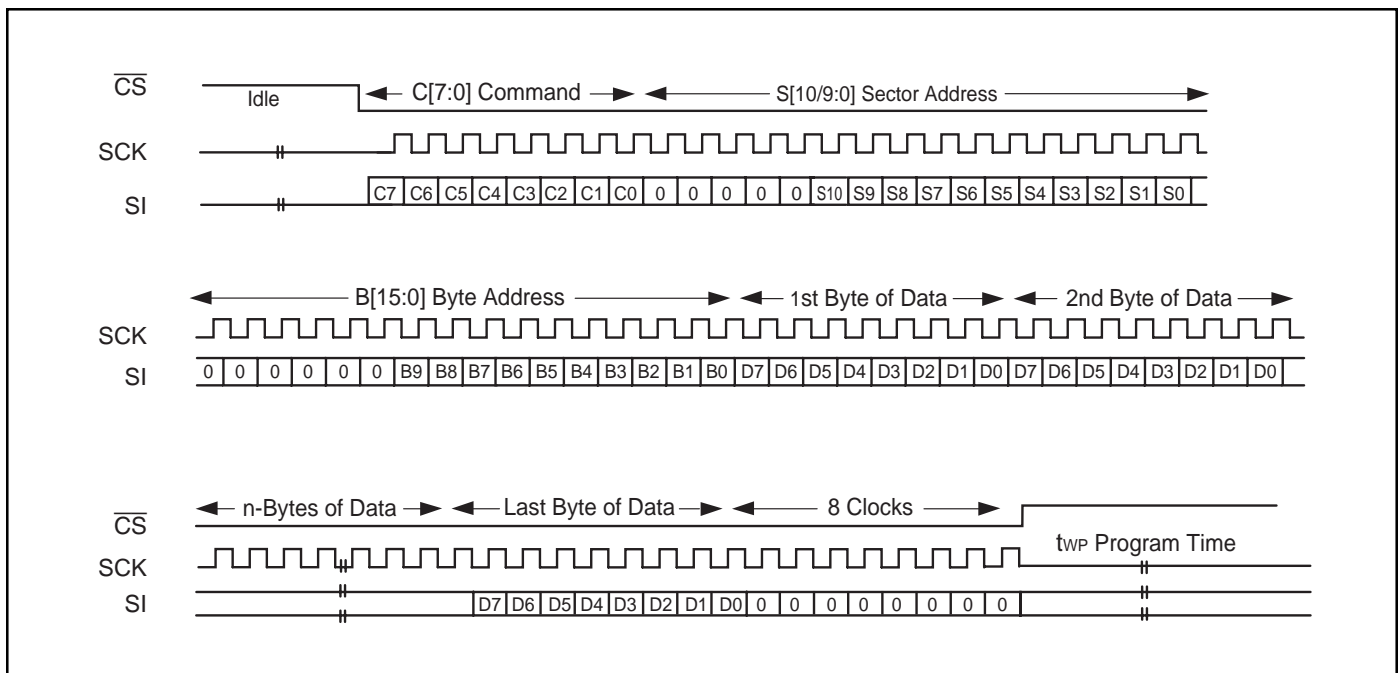 CS
Idle
C[7:0] Command
S[10/9:0] Sector Address
SCK
SI
C7 C6 C5 C4 C3 C2 C1 C0 0 0 0 0 0 S10 S9 S8 S7 S6 S5 S4 S3 S2 S1 S0
B[15:0] Byte Address
1st Byte of Data
2nd Byte of Data
SCK
SI
0 0 0 0 0 0 B9 B8 B7 B6 B5 B4 B3 B2 B1 B0 D7 D6 D5 D4 D3 D2 D1 D0 D7 D6 D5 D4 D3 D2 D1 D0
n-Bytes of Data
Last Byte of Data
8 Clocks
CS
tWP Program Time
SCK
SI
D7 D6 D5 D4 D3 D2 D1 D0 0 0 0 0 0 0 0 0